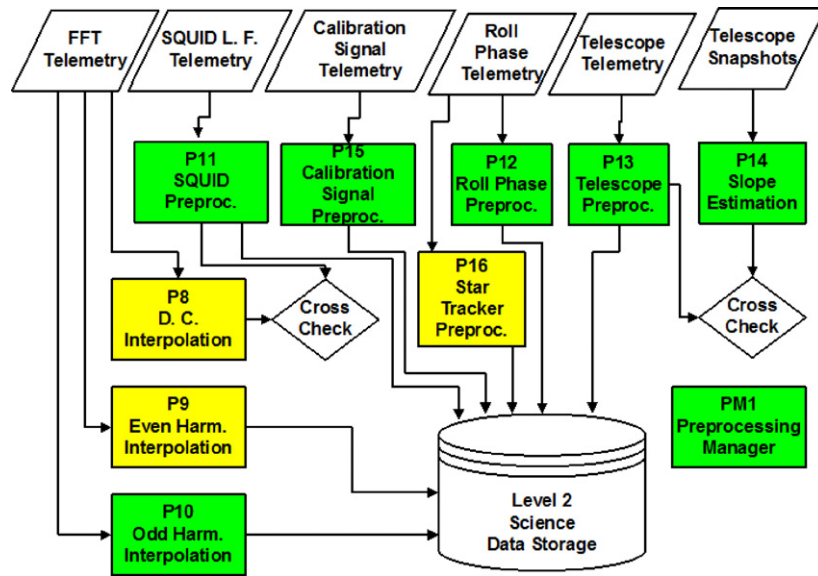 FFT
Telemetry
SQUID L. F.
Telemetry
Calibration
Signal
Telemetry
Roll
Phase
Telemetry
Telescope
Telemetry
Telescope
Snapshots
P11
SQUID
Preproc.
P15
Calibration
Signal
Preproc.
P12
Roll Phase
Preproc.
P13
Telescope
Preproc.
P14
Slope
Estimation
P8
D. C.
Interpolation
Cross
Check
P16
Star
Tracker
Preproc.
Cross
Check
P9
Even Harm.
Interpolation
PM1
Preprocessing
Manager
P10
Odd Harm.
Interpolation
Level 2
Science
Data Storage